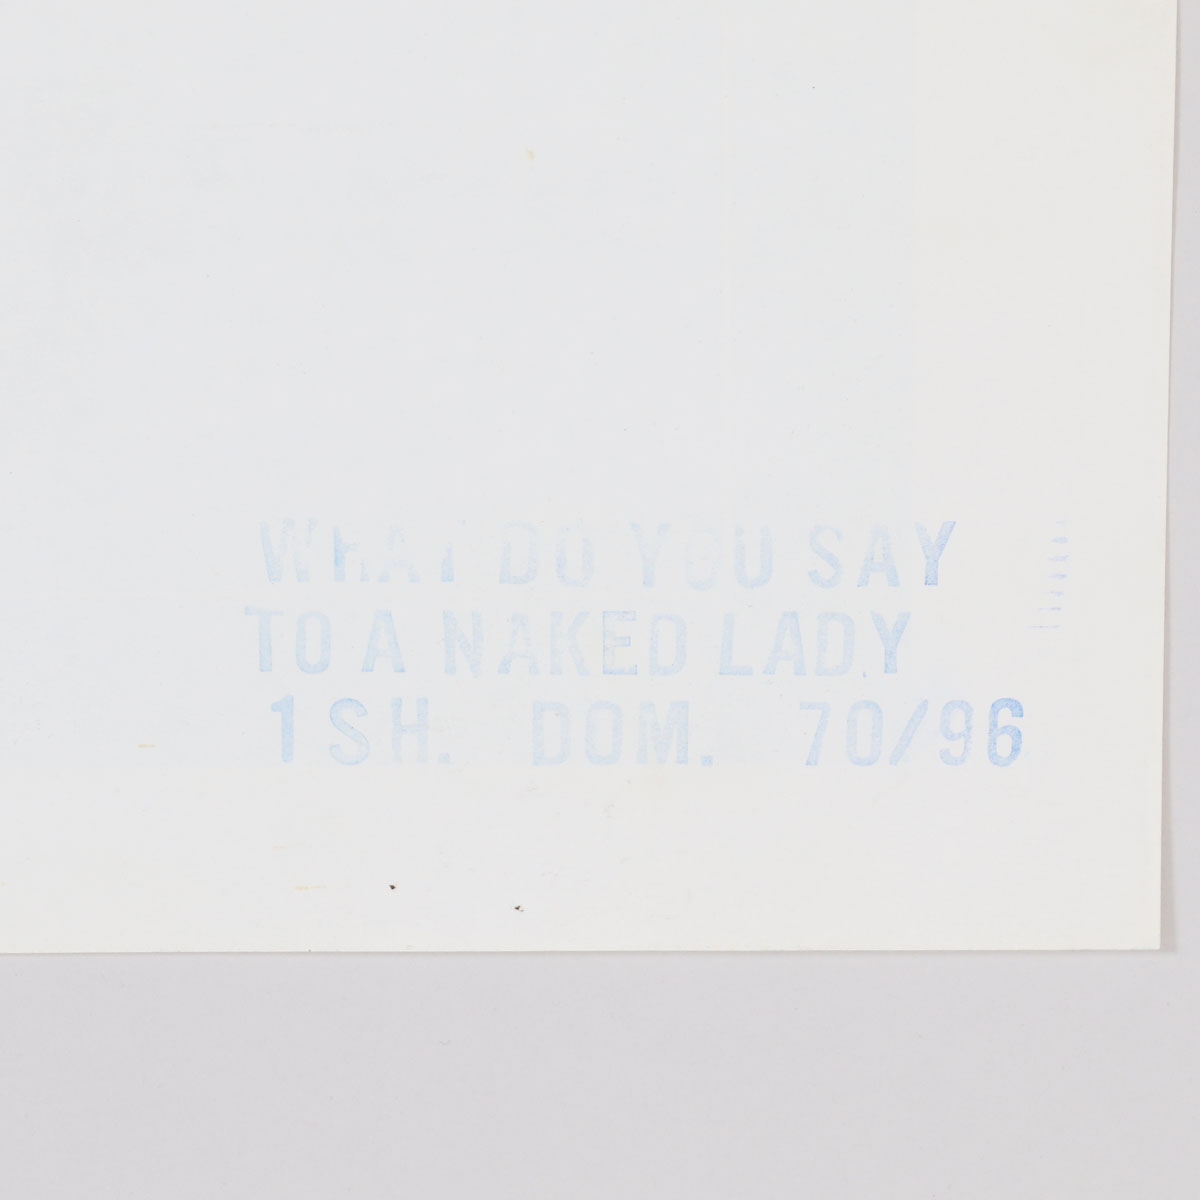 WHAT DO YOU SAY
TO A NAKED LADY
1 SH. DOM. 70/96